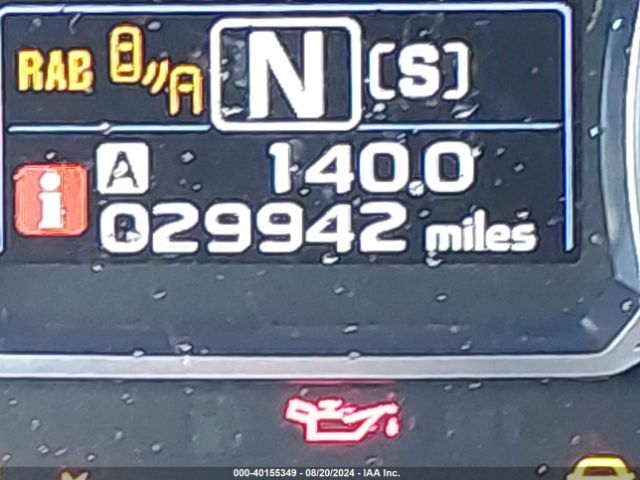 RAB A N (S)
A 140.0
i 029942 miles
000-40155349 - 08/20/2024 - IAA Inc.